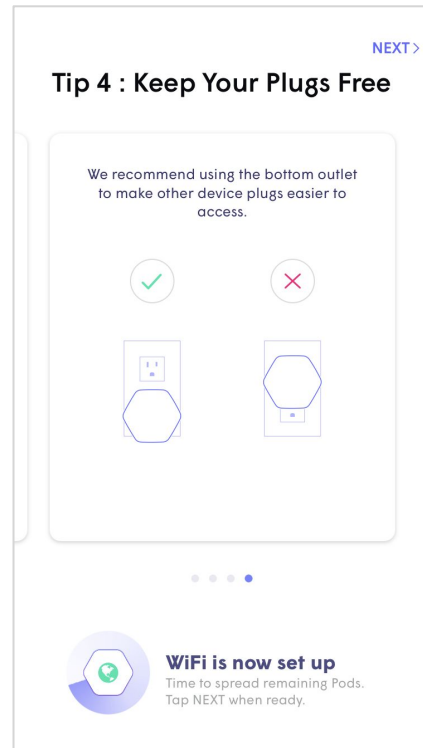 NEXT >
Tip 4 : Keep Your Plugs Free
We recommend using the bottom outlet
to make other device plugs easier to
access.
WiFi is now set up
Time to spread remaining Pods.
Tap NEXT when ready.